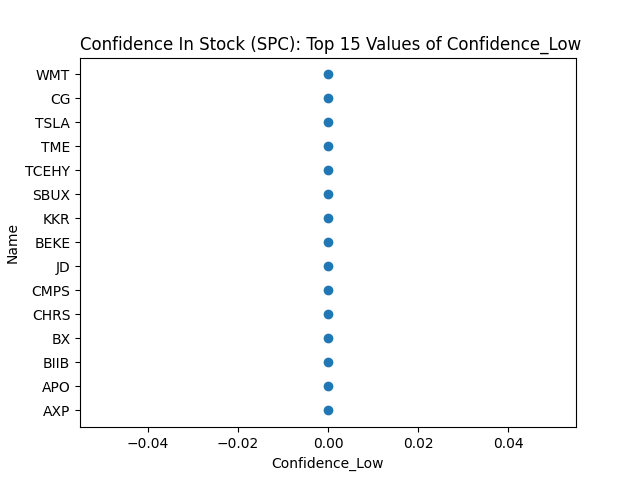 Confidence In Stock (SPC): Top 15 Values of Confidence_Low
WMT
CG
TSLA
TME
TCEHY
SBUX
KKR
BEKE
JD
CMPS
CHRS
BX
BIIB
APO
AXP
Name
−0.04 −0.02 0.00 0.02 0.04
Confidence_Low